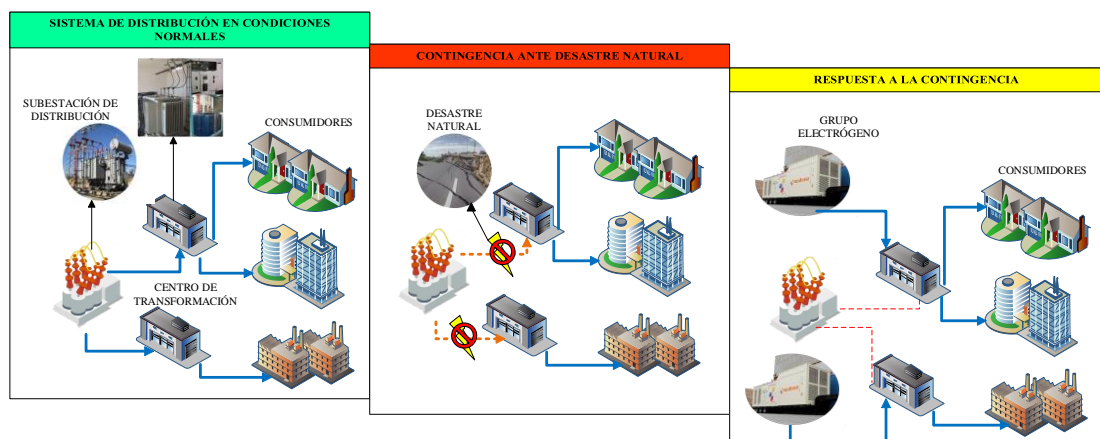 SISTEMA DE DISTRIBUCIÓN EN CONDICIONES
NORMALES
SUBESTACIÓN DE
DISTRIBUCIÓN
CONSUMIDORES
CENTRO DE
TRANSFORMACIÓN
CONTINGENCIA ANTE DESASTRE NATURAL
DESASTRE
NATURAL
RESPUESTA A LA CONTINGENCIA
GRUPO
ELECTRÓGENO
CONSUMIDORES